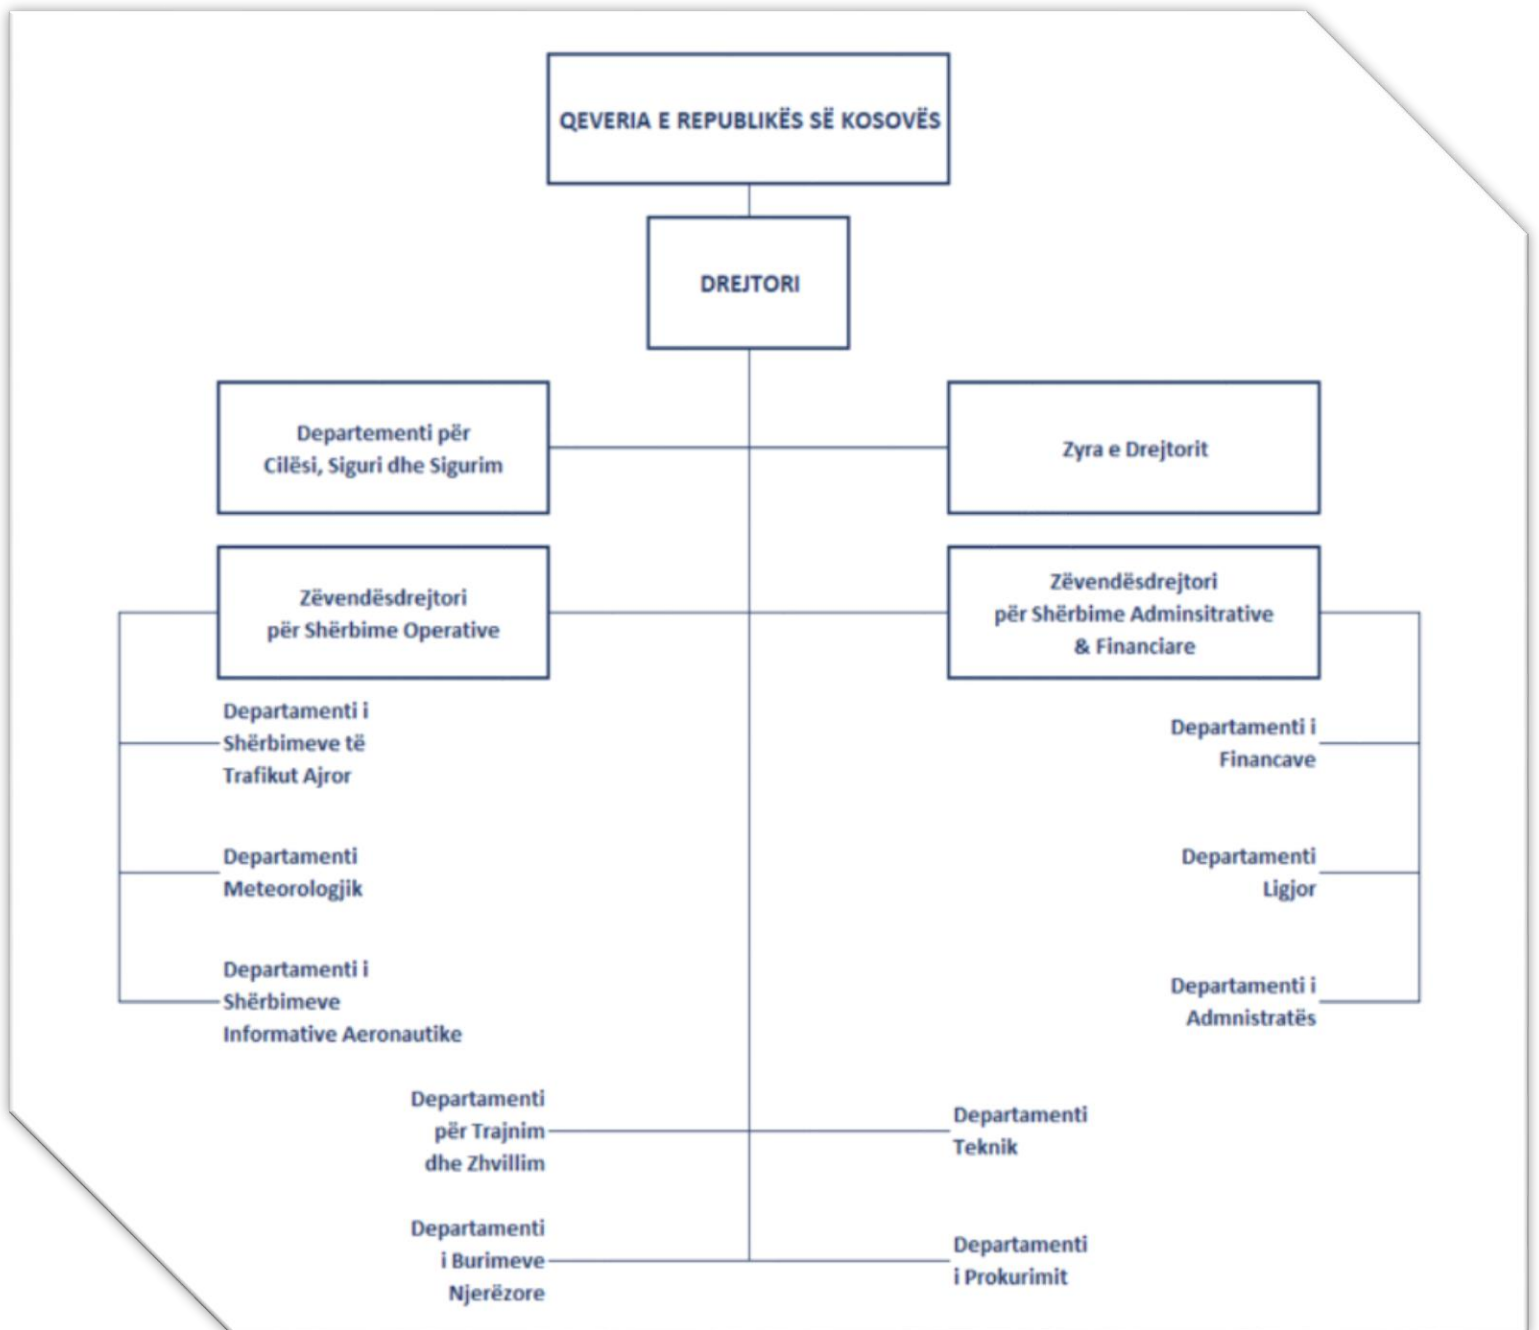 QEVERIA E REPUBLIKËS SË KOSOVËS
DREJTORI
Departementi për
Cilësi, Siguri dhe Sigurim
Zyra e Drejtorit
Zëvendësdrejtori
për Shërbime Operative
Zëvendësdrejtori
për Shërbime Adminsitrative
& Financiare
Departamenti i
Shërbimeve të
Trafikut Ajror
Departamenti i
Financave
Departamenti
Meteorologjik
Departamenti
Ligjor
Departamenti i
Shërbimeve
Informative Aeronautike
Departamenti i
Admnistratës
Departamenti
për Trajnim
dhe Zhvillim
Departamenti
Teknik
Departamenti
i Burimeve
Njerëzore
Departamenti
i Prokurimit